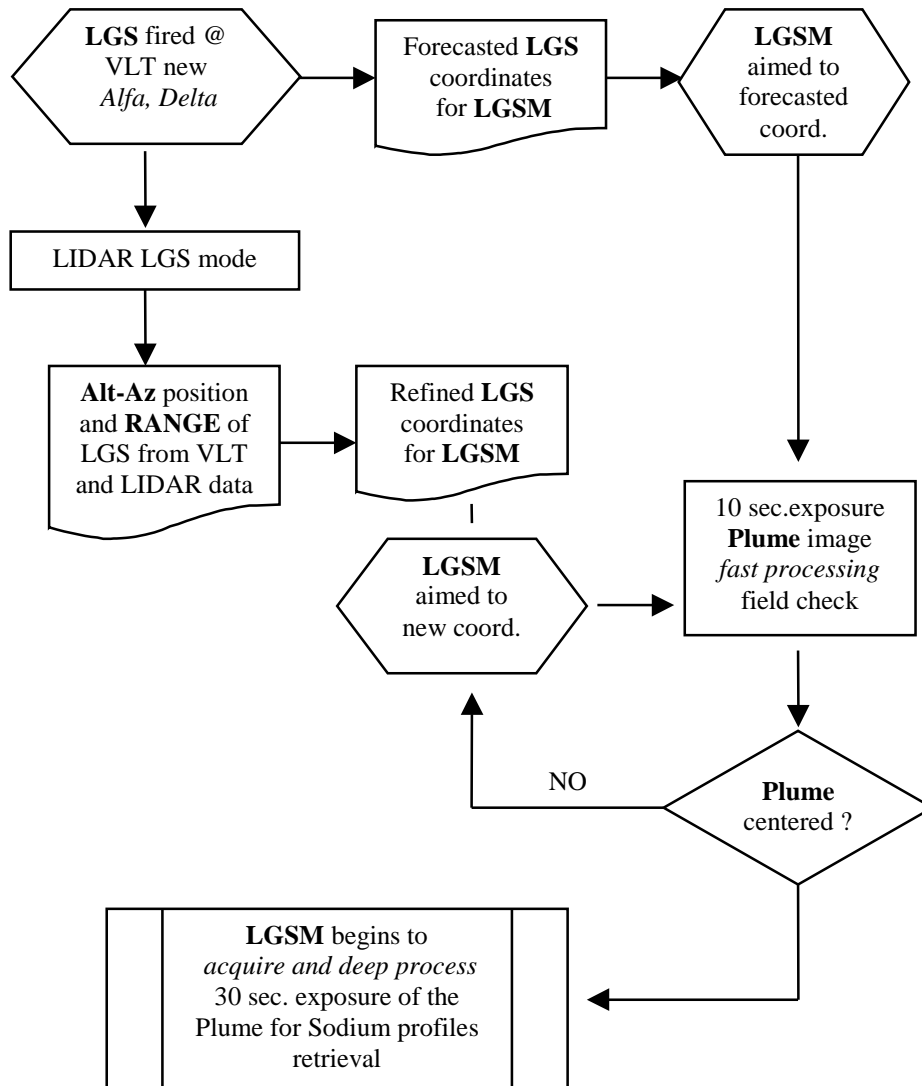 LGS fired @
VLT new
Alfa, Delta
Forecasted LGS
coordinates
for LGSM
LGSM
aimed to
forecasted
coord.
LIDAR LGS mode
Alt-Az position
and RANGE of
LGS from VLT
and LIDAR data
Refined LGS
coordinates
for LGSM
10 sec.exposure
Plume image
fast processing
field check
LGSM
aimed to
new coord.
NO
Plume
centered ?
LGSM begins to
acquire and deep process
30 sec. exposure of the
Plume for Sodium profiles
retrieval